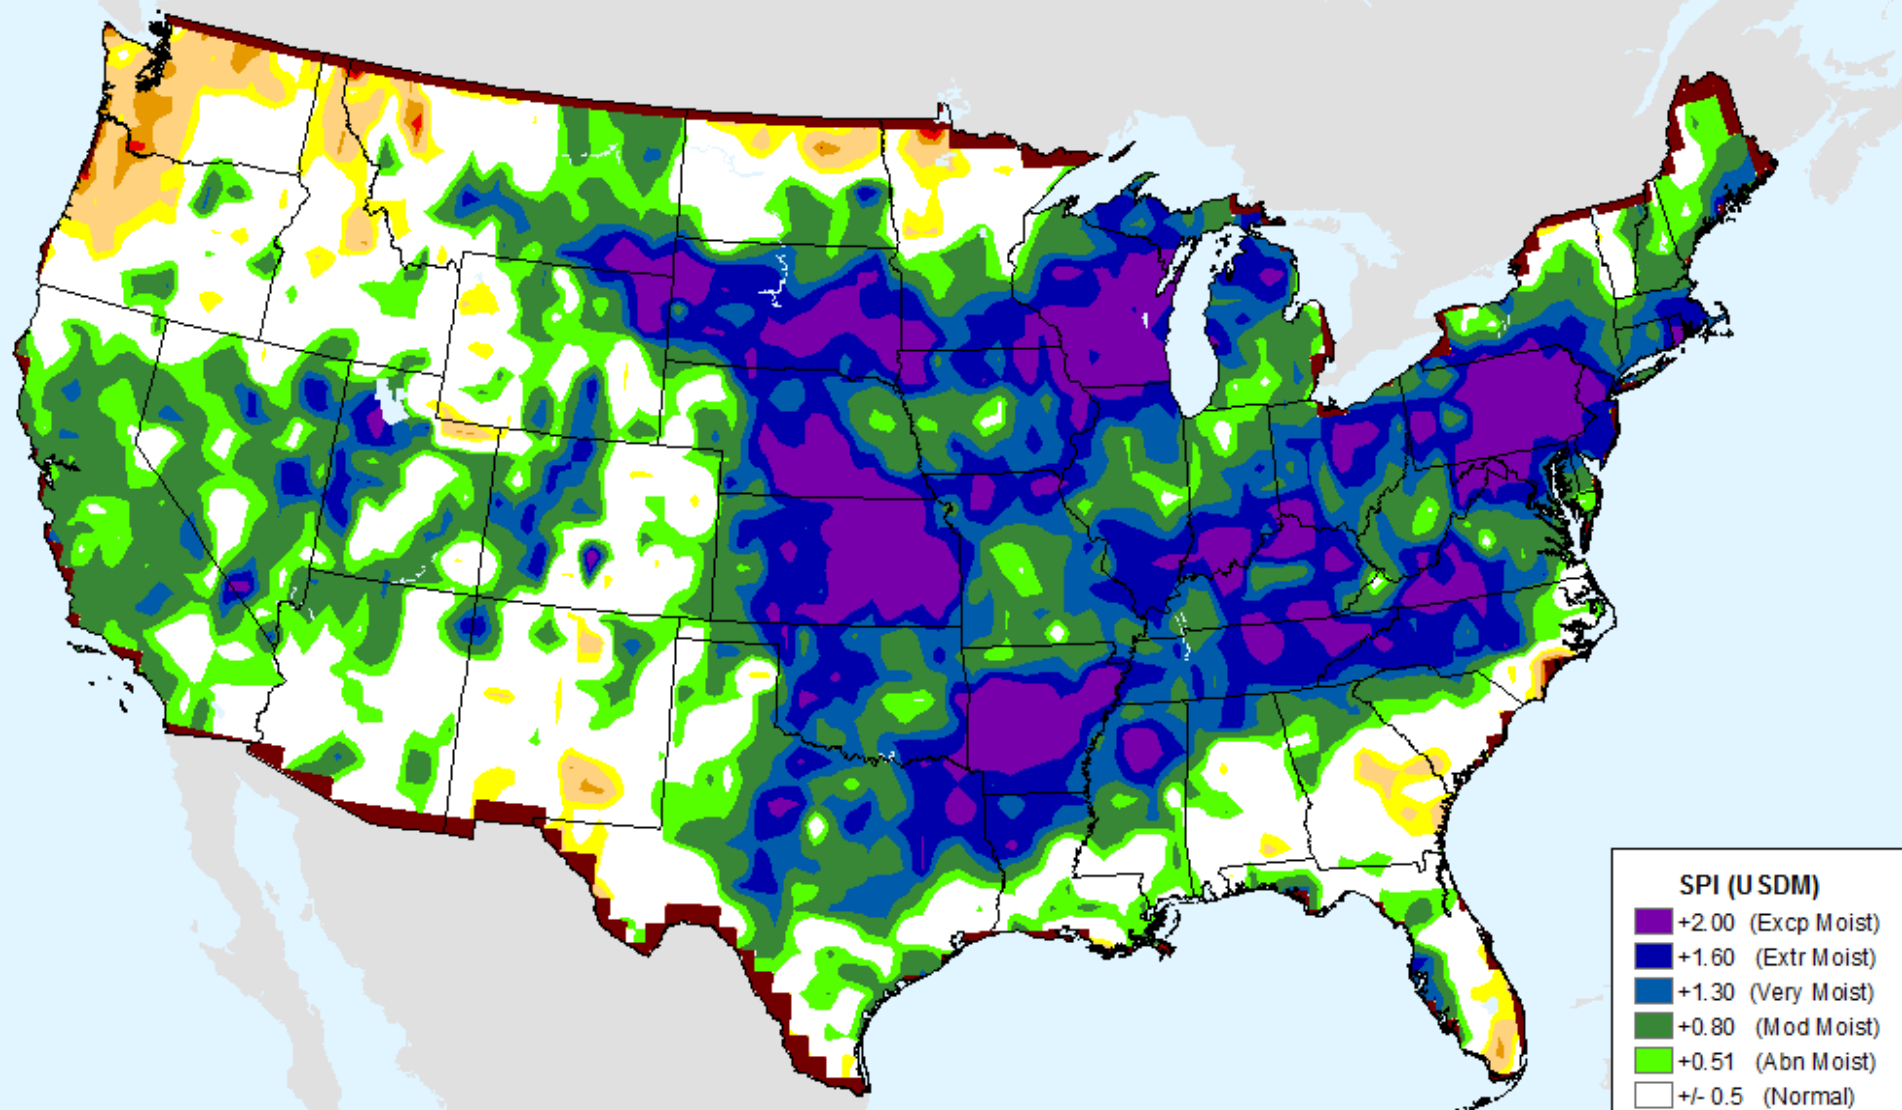 SPI (USDM)
+2.00 (Excp Moist)
+1.60 (Extr Moist)
+1.30 (Very Moist)
+0.80 (Mod Moist)
+0.51 (Abn Moist)
+/- 0.5 (Normal)